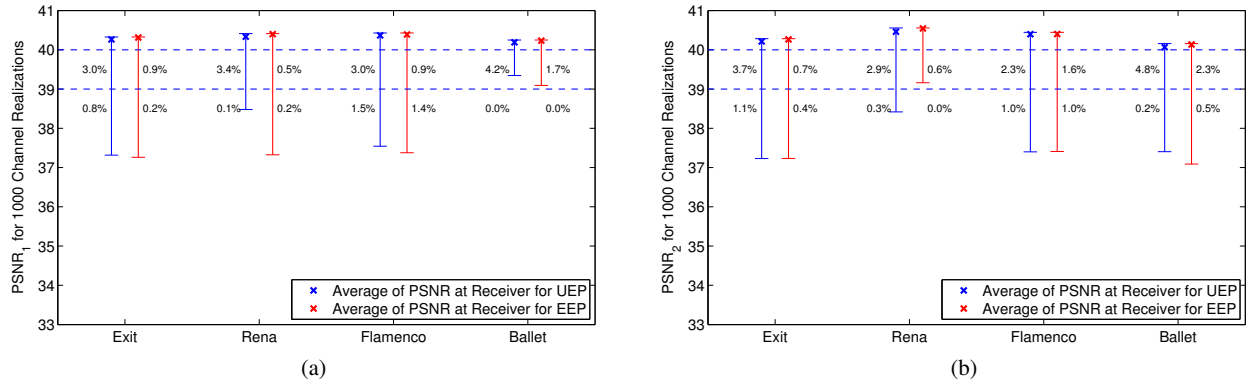 41
40
39
38
37
36
35
34
33
PSNR1 for 1000 Channel Realizations
3.0% 0.9% 3.4% 0.5% 3.0% 0.9% 4.2% 1.7%
0.8% 0.2% 0.1% 0.2% 1.5% 1.4% 0.0% 0.0%
Average of PSNR at Receiver for UEP
Average of PSNR at Receiver for EEP
Exit Rena Flamenco Ballet
(a)
41
40
39
38
37
36
35
34
33
PSNR2 for 1000 Channel Realizations
3.7% 0.7% 2.9% 0.6% 2.3% 1.6% 4.8% 2.3%
1.1% 0.4% 0.3% 0.0% 1.0% 1.0% 0.2% 0.5%
Average of PSNR at Receiver for UEP
Average of PSNR at Receiver for EEP
Exit Rena Flamenco Ballet
(b)